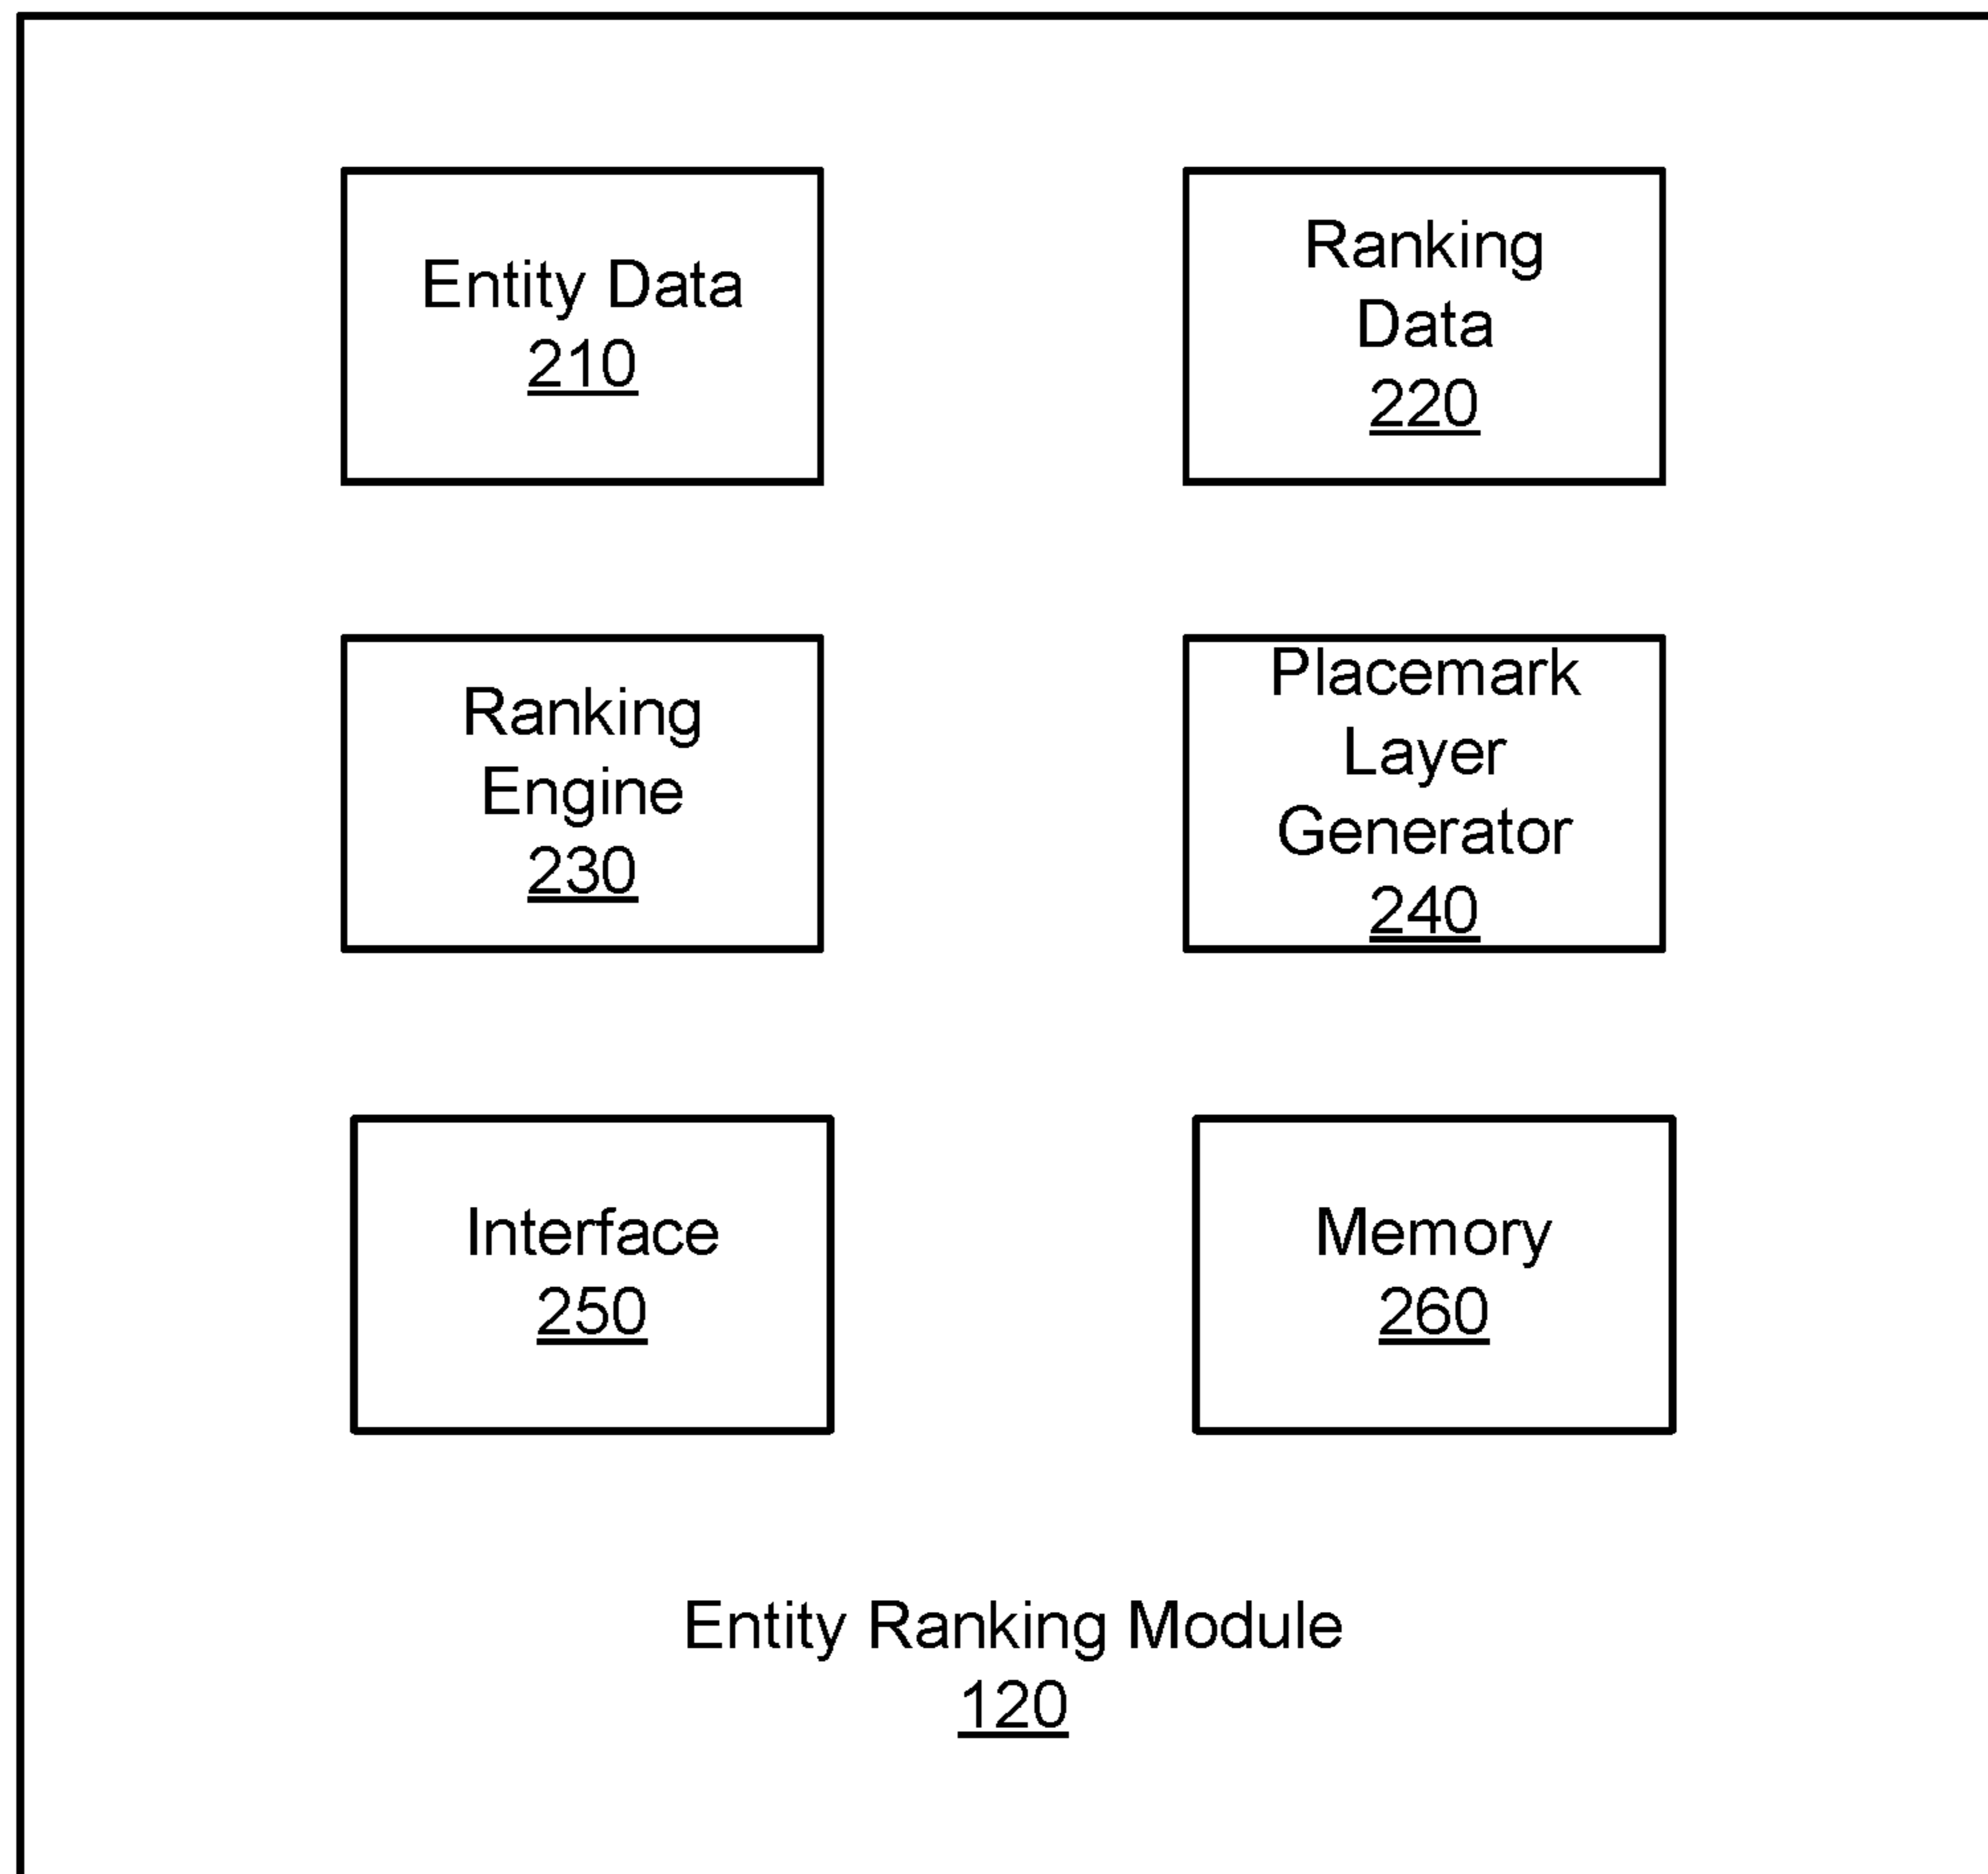 Entity Data
210
Ranking
Data
220
Ranking
Engine
230
Placemark
Layer
Generator
240
Interface
250
Memory
260
Entity Ranking Module
120